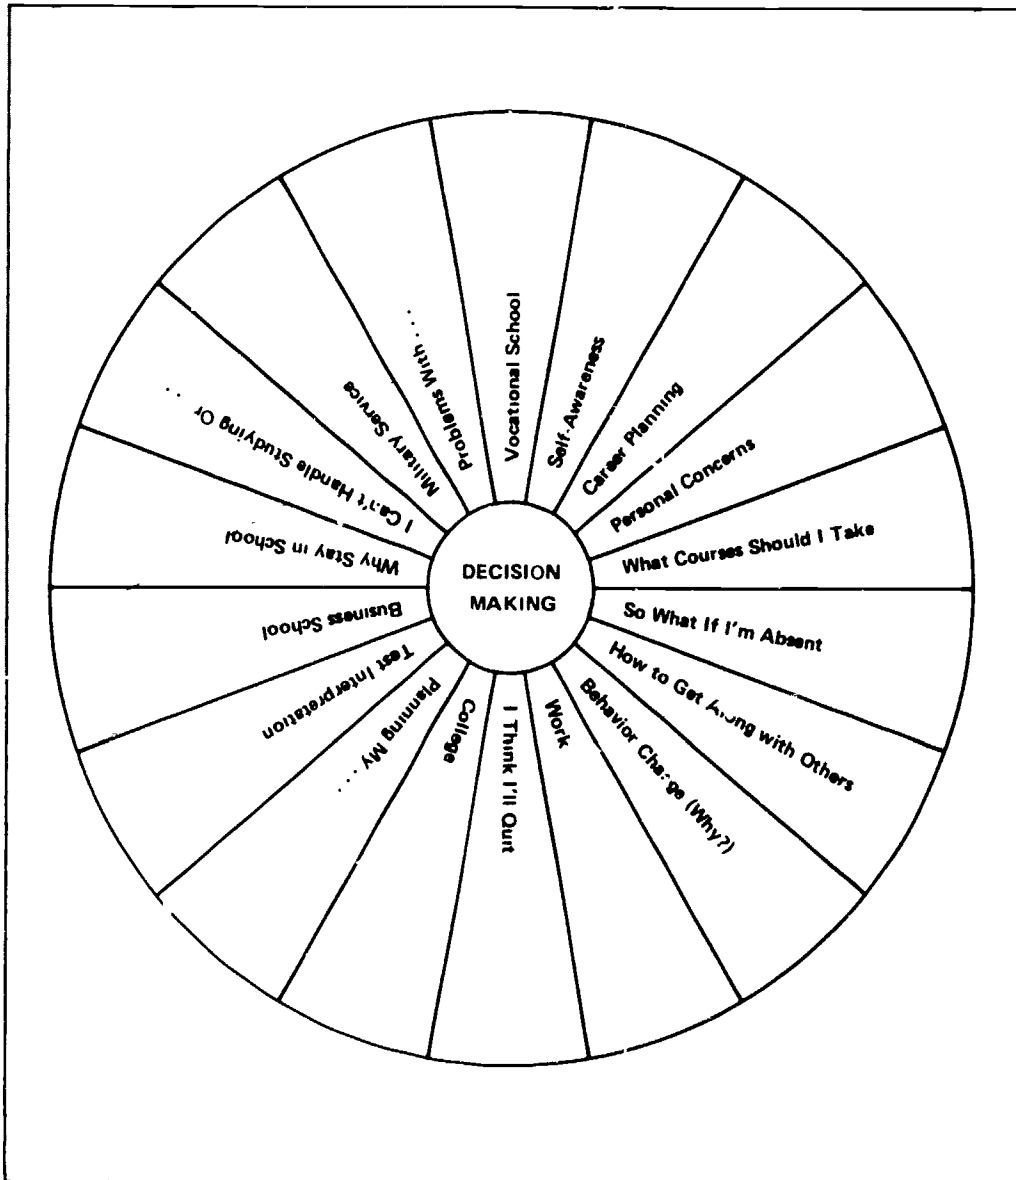 DECISION
MAKING
Vocational School
Self-Awareness
Career Planning
Personal Concerns
What Courses Should I Take
So What If I'm Absent
How to Get Along with Others
Behavior Change (Why?)
Work
I Think I'll Quit
College
Planning My ....
Test Interpretation
Business School
Why Stay in School
I Can't Handle Studying Or ...
Military Service
Problems With ....